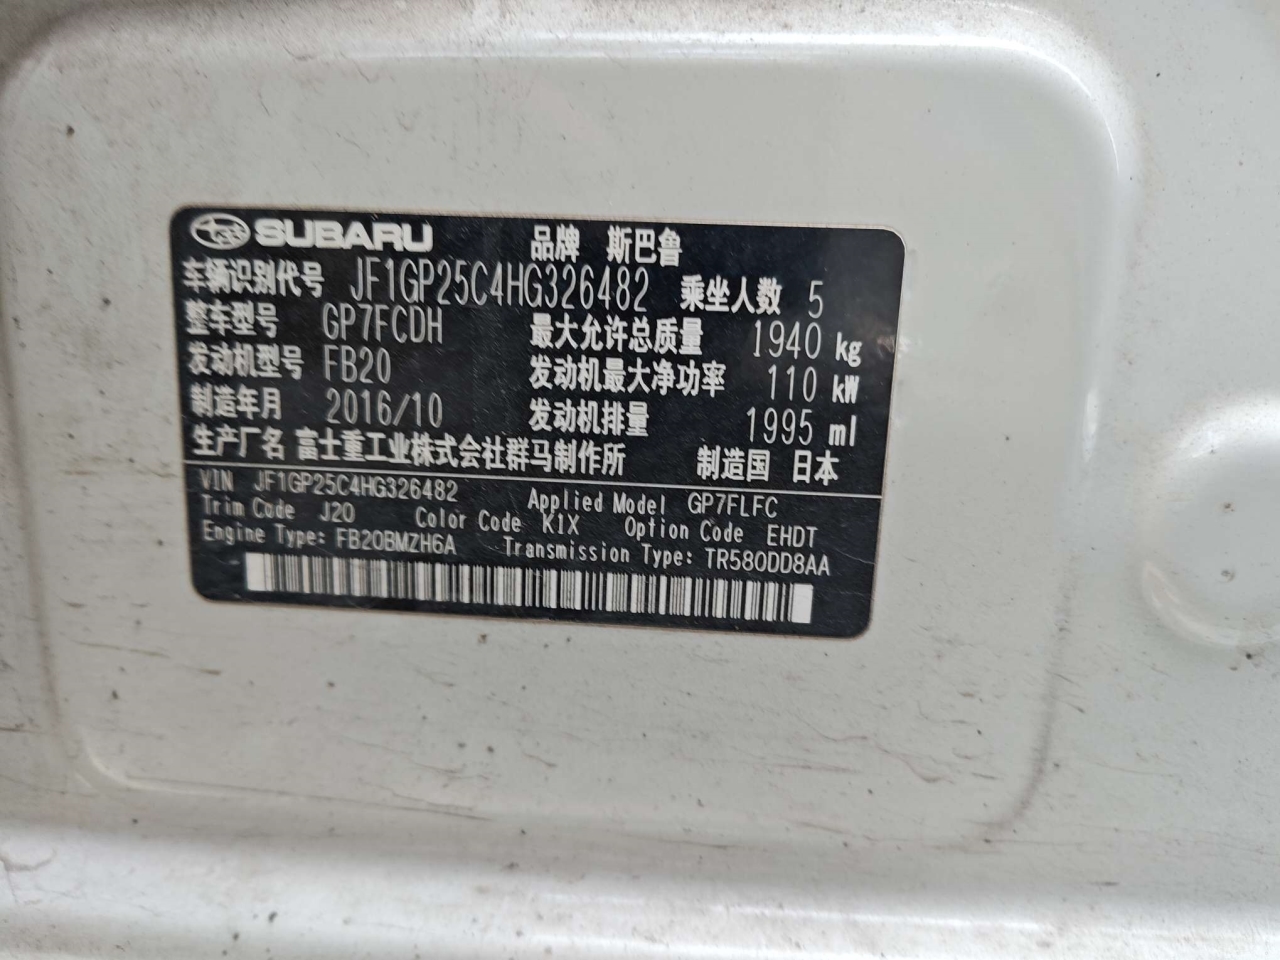 SUBARU 品牌 斯巴鲁
车辆识别代号 JF1GP25C4HG326482 乘坐人数 5
整车型号 GP7FCDH 最大允许总质量 1940 kg
发动机型号 FB20 发动机最大净功率 110 kW
制造年月 2016/10 发动机排量 1995 ml
生产厂名 富士重工业株式会社群马制作所 制造国 日本
VIN JF1GP25C4HG326482 Applied Model GP7FLFC
Trim Code J20 Color Code K1X Option Code EHDT
Engine Type: FB20BMZH6A Transmission Type: TR580DD8AA